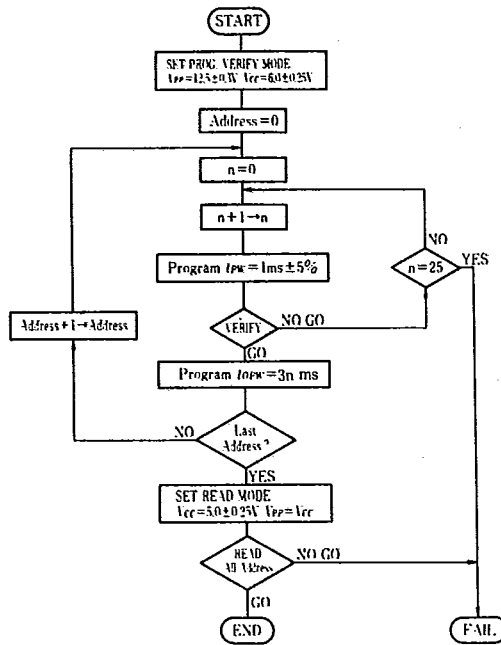 START
SET PROG. VERIFY MODE
VPP=12.5±0.3V VCC=6.0±0.25V
Address=0
n=0
n+1→n
NO
YES
Program tPW=1ms±5%
n=25
Address+1→Address
VERIFY
NO GO
GO
Program tOPW=3n ms
NO
Last
Address ?
YES
SET READ MODE
VCC=5.0±0.25V VPP=VCC
READ
All Address
NO GO
GO
END
FAIL